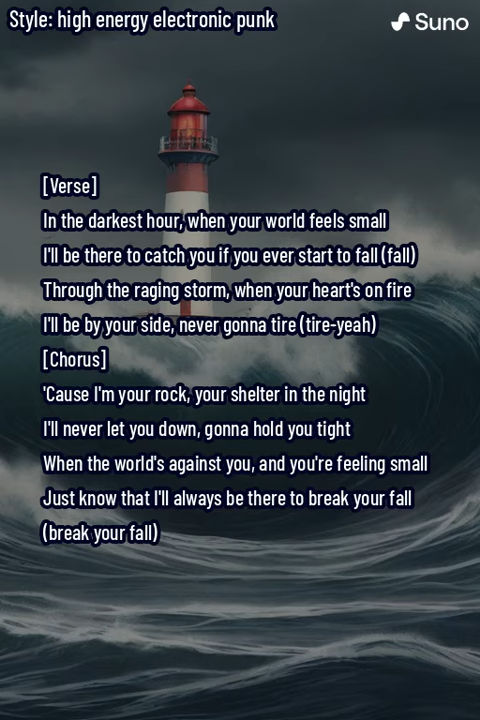 Style: high energy electronic punk
Suno
[Verse]
In the darkest hour, when your world feels small
I'll be there to catch you if you ever start to fall (fall)
Through the raging storm, when your heart's on fire
I'll be by your side, never gonna tire (tire-yeah)
[Chorus]
'Cause I'm your rock, your shelter in the night
I'll never let you down, gonna hold you tight
When the world's against you, and you're feeling small
Just know that I'll always be there to break your fall
(break your fall)